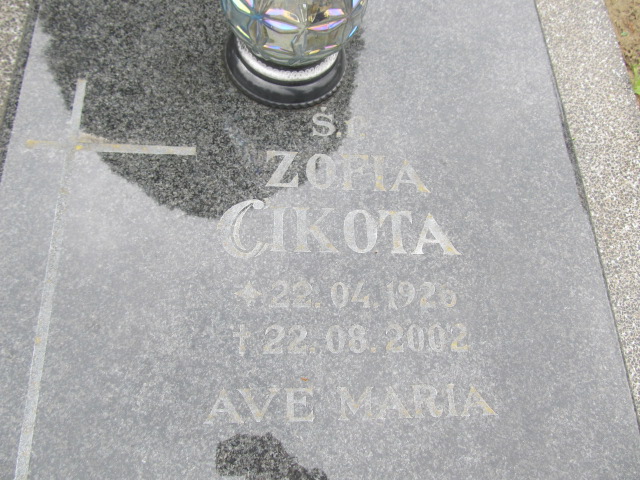 Ś.P
ZOFIA
CIKOTA
✦ 22.04.1926
† 22.08.2002
AVE MARIA